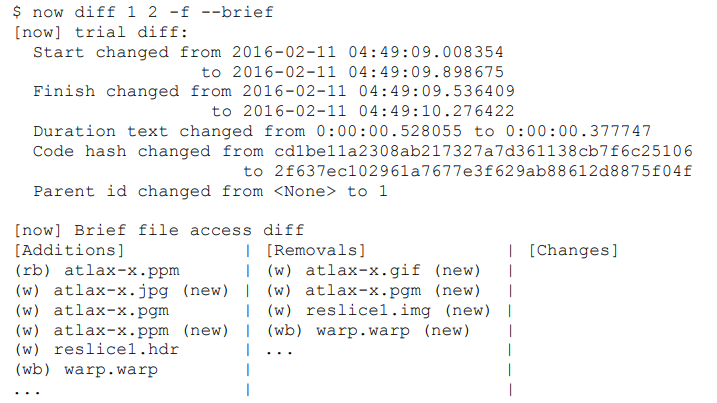 $ now diff 1 2 -f --brief
[now] trial diff:
  Start changed from 2016-02-11 04:49:09.008354
                  to 2016-02-11 04:49:09.898675
  Finish changed from 2016-02-11 04:49:09.536409
                   to 2016-02-11 04:49:10.276422
  Duration text changed from 0:00:00.528055 to 0:00:00.377747
  Code hash changed from cd1be11a2308ab217327a7d361138cb7f6c25106
                      to 2f637ec102961a7677e3f629ab88612d8875f04f
  Parent id changed from <None> to 1

[now] Brief file access diff
[Additions]            | [Removals]              | [Changes]
(rb) atlax-x.ppm       | (w) atlax-x.gif (new)   |
(w) atlax-x.jpg (new)  | (w) atlax-x.pgm (new)   |
(w) atlax-x.pgm        | (w) reslice1.img (new)  |
(w) atlax-x.ppm (new)  | (wb) warp.warp (new)    |
(w) reslice1.hdr       | ...                     |
(wb) warp.warp         |                         |
...                    |                         |